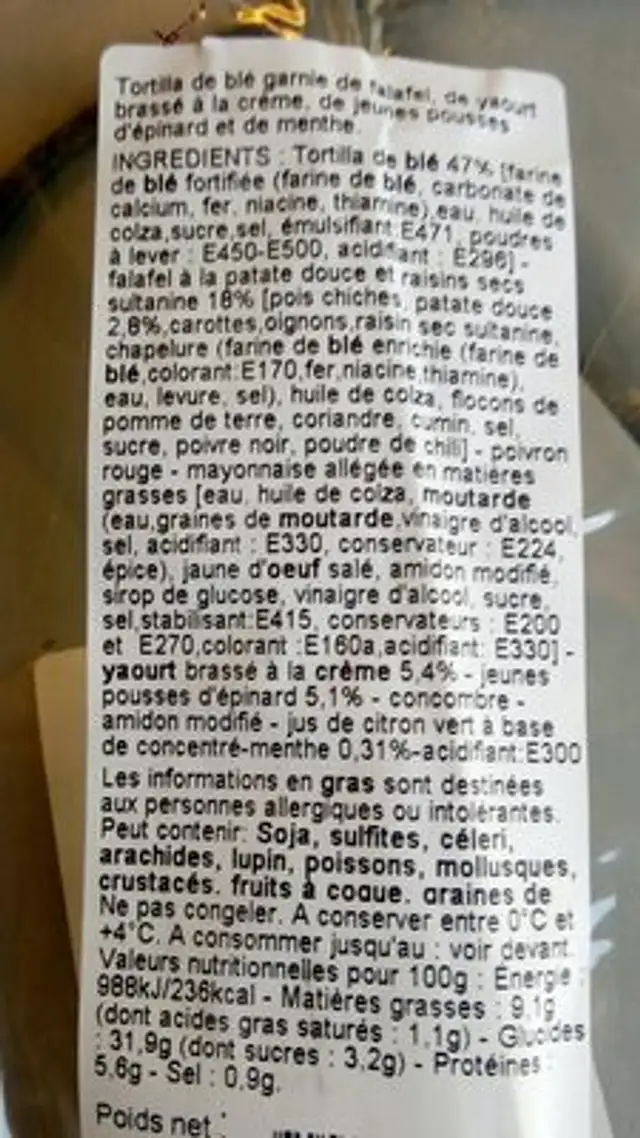 Tortilla de blé garnie de falafel, de yaourt
brassé à la crème, de jeunes pousses
d'épinard et de menthe.
INGREDIENTS : Tortilla de blé 47% [farine
de blé fortifiée (farine de blé, carbonate de
calcium, fer, niacine, thiamine),eau, huile de
colza,sucre,sel, émulsifiant:E471, poudres
à lever : E450-E500, acidifiant : E296] -
falafel à la patate douce et raisins secs
sultanine 18% [pois chiches, patate douce
2,8%,carottes,oignons,raisin sec sultanine,
chapelure (farine de blé enrichie (farine de
blé,colorant:E170,fer,niacine,thiamine),
eau, levure, sel), huile de colza, flocons de
pomme de terre, coriandre, cumin, sel,
sucre, poivre noir, poudre de chili] - poivron
rouge - mayonnaise allégée en matières
grasses [eau, huile de colza, moutarde
(eau,graines de moutarde,vinaigre d'alcool,
sel, acidifiant : E330, conservateur : E224,
épice), jaune d'oeuf salé, amidon modifié,
sirop de glucose, vinaigre d'alcool, sucre,
sel,stabilisant:E415, conservateurs : E200
et E270,colorant :E160a,acidifiant: E330] -
yaourt brassé à la crème 5,4% - jeunes
pousses d'épinard 5,1% - concombre -
amidon modifié - jus de citron vert à base
de concentré-menthe 0,31%-acidifiant:E300
Les informations en gras sont destinées
aux personnes allergiques ou intolérantes.
Peut contenir: Soja, sulfites, céleri,
arachides, lupin, poissons, mollusques,
crustacés, fruits à coque, graines de
Ne pas congeler. A conserver entre 0°C et
+4°C. A consommer jusqu'au : voir devant.
Valeurs nutritionnelles pour 100g : Énergie :
988kJ/236kcal - Matières grasses : 9,1g
(dont acides gras saturés : 1,1g) - Glucides
: 31,9g (dont sucres : 3,2g) - Protéines :
5,6g - Sel : 0,9g.
Poids net :